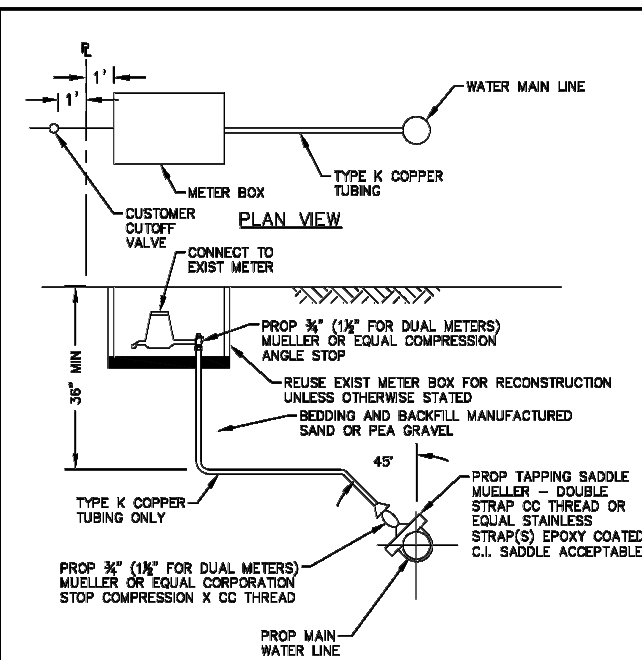 PL
1'
1'
WATER MAIN LINE
TYPE K COPPER
TUBING
METER BOX
CUSTOMER
CUTOFF
VALVE
PLAN VIEW
CONNECT TO
EXIST METER
PROP ¾" (1½" FOR DUAL METERS)
MUELLER OR EQUAL COMPRESSION
ANGLE STOP
36" MIN
REUSE EXIST METER BOX FOR RECONSTRUCTION
UNLESS OTHERWISE STATED
BEDDING AND BACKFILL MANUFACTURED
SAND OR PEA GRAVEL
45'
TYPE K COPPER
TUBING ONLY
PROP TAPPING SADDLE
MUELLER – DOUBLE
STRAP CC THREAD OR
EQUAL STAINLESS
STRAP(S) EPOXY COATED
C.I. SADDLE ACCEPTABLE
PROP ¾" (1½" FOR DUAL METERS)
MUELLER OR EQUAL CORPORATION
STOP COMPRESSION X CC THREAD
PROP MAIN
WATER LINE